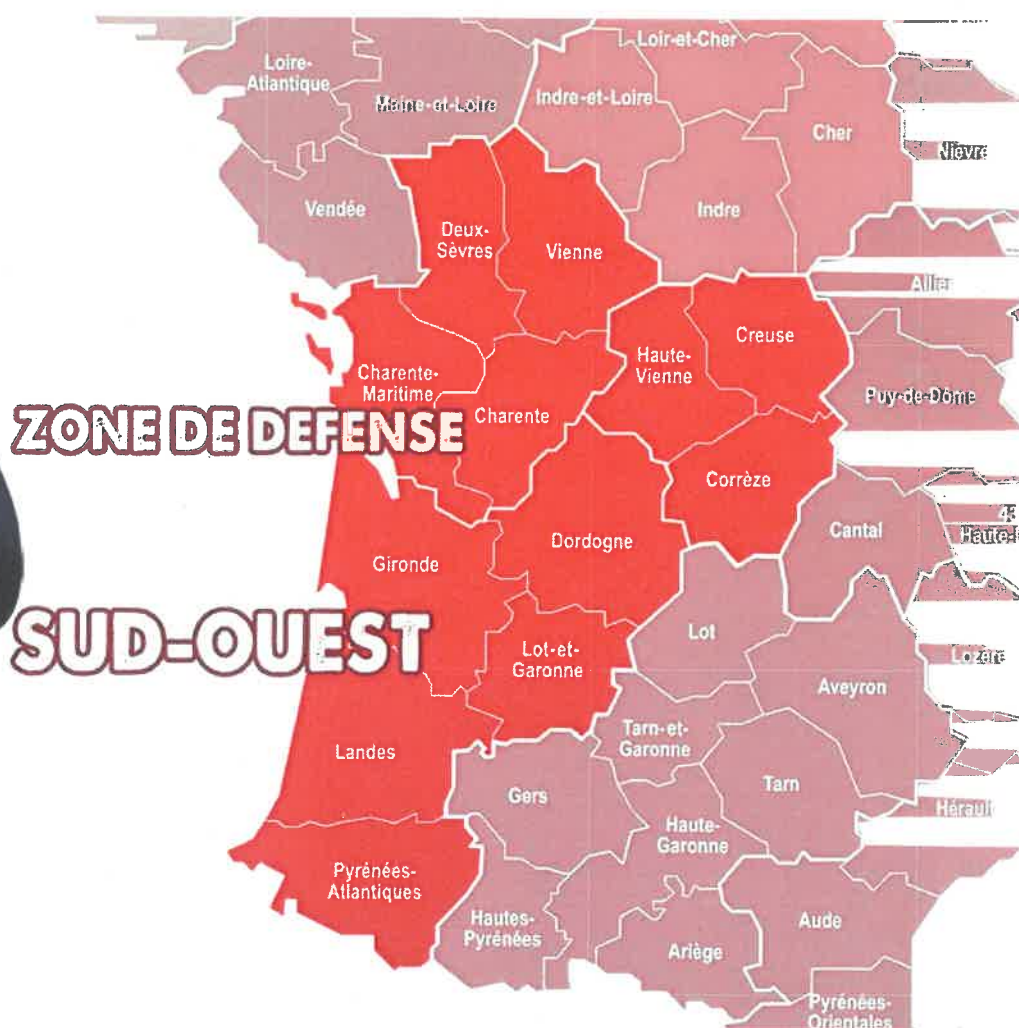 Loir-et-Cher
Loire-
Atlantique
Maine-et-Loire
Indre-et-Loire
Cher
Nièvre
Vendée
Indre
Deux-
Sèvres
Vienne
Allier
Creuse
Haute-
Vienne
Charente-
Maritime
Puy-de-Dôme
Charente
ZONE DE DEFENSE
Corrèze
Cantal
43
Haute-
Dordogne
Gironde
SUD-OUEST
Lot
Lot-et-
Garonne
Lozère
Aveyron
Tarn-et-
Garonne
Landes
Tarn
Gers
Hérault
Haute-
Garonne
Pyrénées-
Atlantiques
Hautes-
Pyrénées
Aude
Ariège
Pyrénées-
Orientales